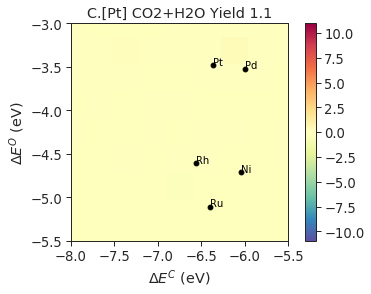 C.[Pt] CO2+H2O Yield 1.1
−3.0
−3.5
−4.0
−4.5
−5.0
−5.5
ΔE^O (eV)
Pt
Pd
Rh
Ni
Ru
−8.0 −7.5 −7.0 −6.5 −6.0 −5.5
ΔE^C (eV)
10.0
7.5
5.0
2.5
0.0
−2.5
−5.0
−7.5
−10.0